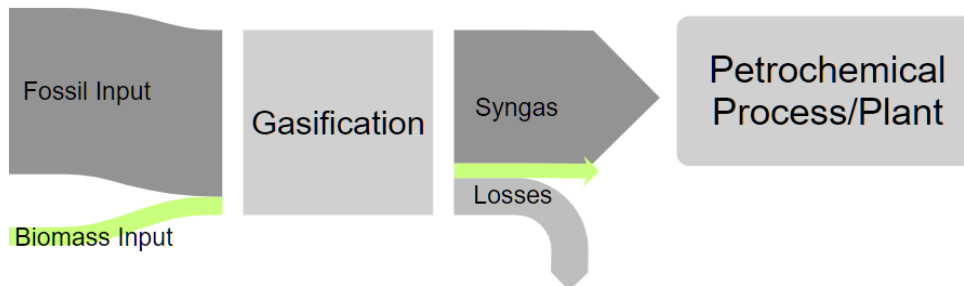 Fossil Input
Biomass Input
Gasification
Syngas
Losses
Petrochemical
Process/Plant